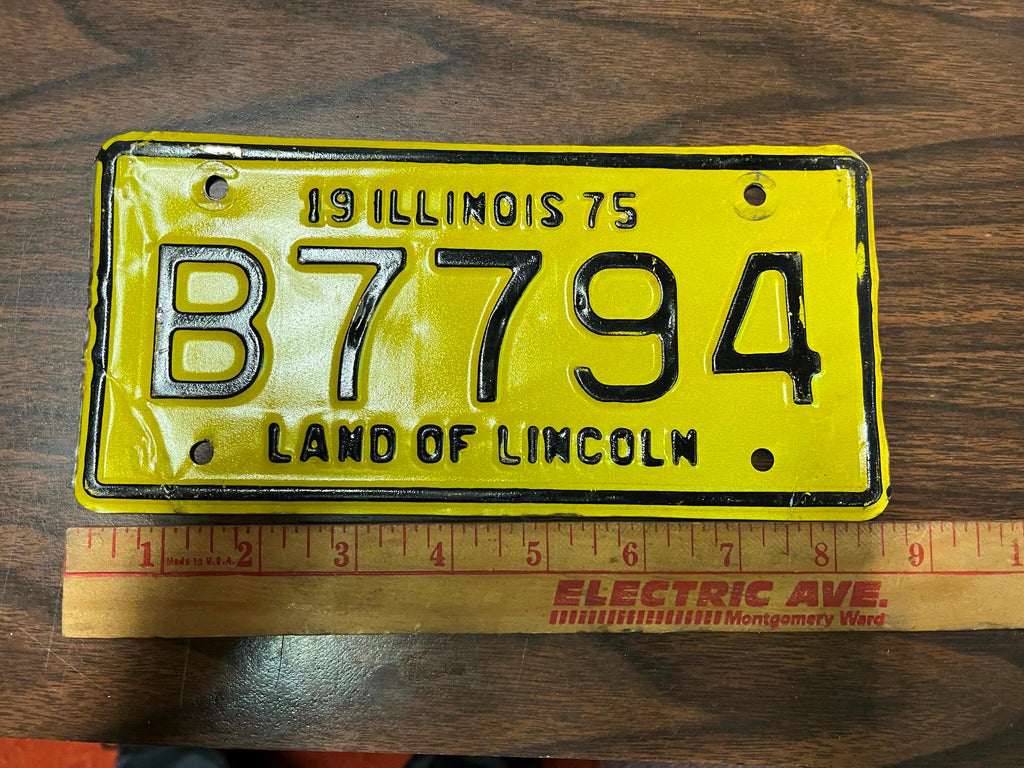 19 ILLINOIS 75
B7794
LAND OF LINCOLN
1 2 3 4 5 6 7 8 9 1
Made in U.S.A.
ELECTRIC AVE.
Montgomery Ward